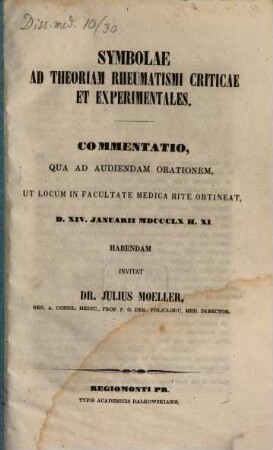 Diss. med. 10/30
SYMBOLAE
AD THEORIAM RHEUMATISMI CRITICAE
ET EXPERIMENTALES.
COMMENTATIO,
QUA AD AUDIENDAM ORATIONEM,
UT LOCUM IN FACULTATE MEDICA RITE OBTINEAT,
D. XIV. JANUARII MDCCCLX H. XI
HABENDAM
INVITAT
DR. JULIUS MOELLER,
REG. A. CONSIL. MEDIC., PROF. P. O. DES., POLICLINIC. MED. DIRECTOR.
REGIOMONTI PR.
TYPIS ACADEMICIS DALKOWSKIANIS.